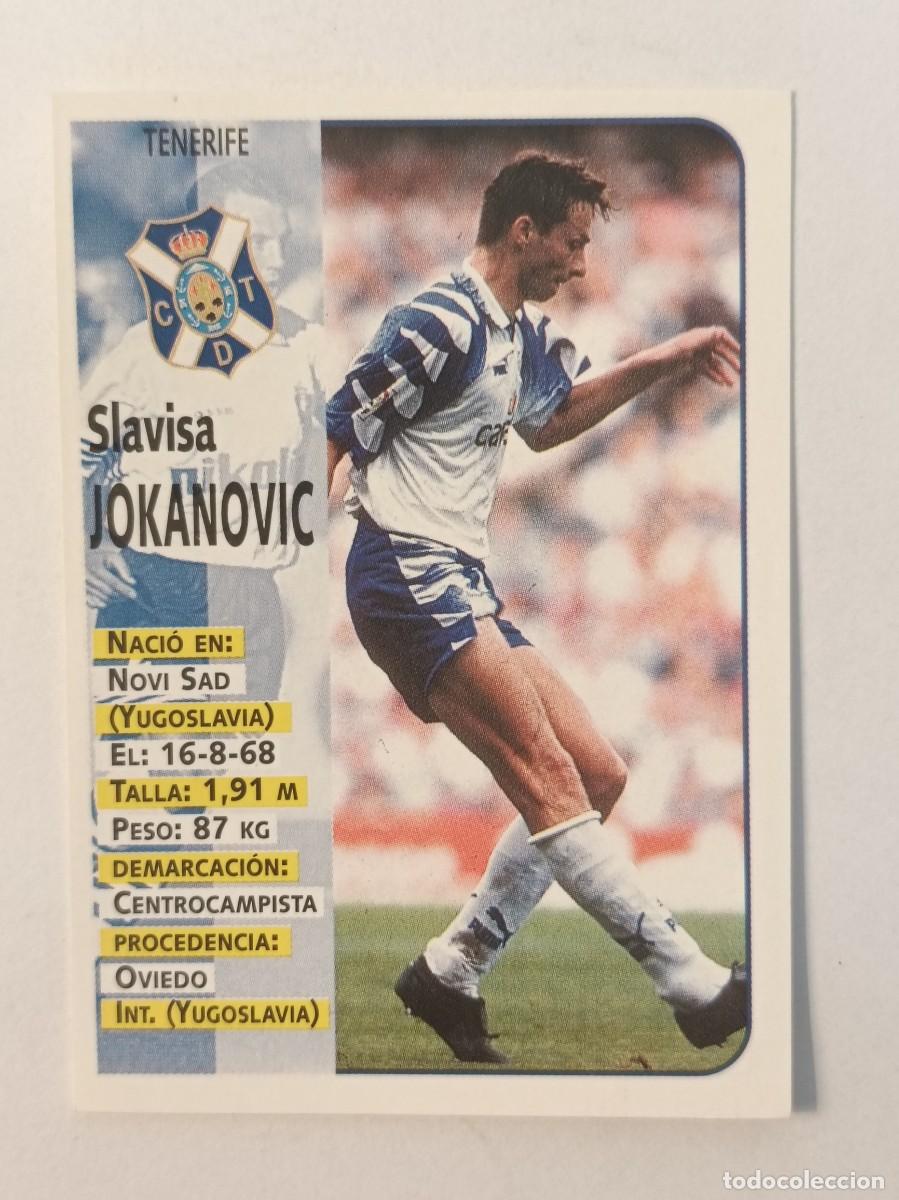 TENERIFE
C T
D
Slavisa
JOKANOVIC
NACIÓ EN:
NOVI SAD
(YUGOSLAVIA)
EL: 16-8-68
TALLA: 1,91 M
PESO: 87 KG
DEMARCACIÓN:
CENTROCAMPISTA
PROCEDENCIA:
OVIEDO
INT. (YUGOSLAVIA)
PUMA
todocoleccion